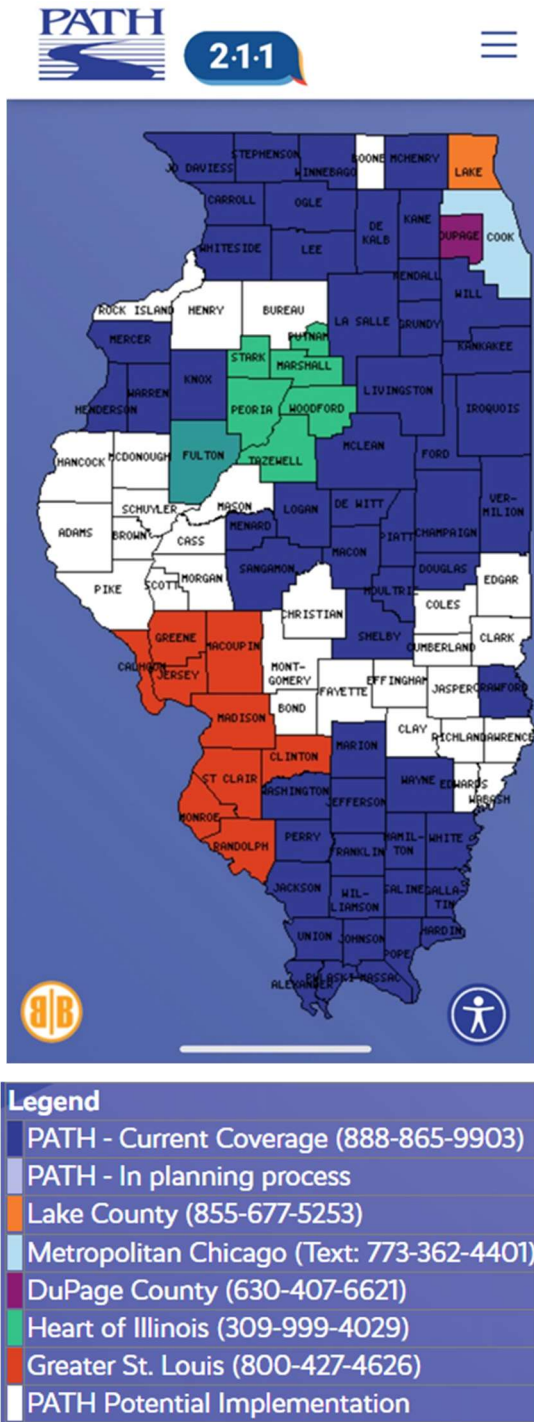 PATH
2·1·1
JO DAVIESS
STEPHENSON
WINNEBAGO
BOONE
MCHENRY
LAKE
CARROLL
OGLE
DE KALB
KANE
DUPAGE
COOK
WHITESIDE
LEE
KENDALL
WILL
ROCK ISLAND
HENRY
BUREAU
PUTNAM
LA SALLE
GRUNDY
KANKAKEE
MERCER
STARK
MARSHALL
KNOX
WARREN
HENDERSON
PEORIA
WOODFORD
LIVINGSTON
IROQUOIS
HANCOCK
MCDONOUGH
FULTON
TAZEWELL
MCLEAN
FORD
SCHUYLER
MASON
LOGAN
DE WITT
VER-
MILION
ADAMS
BROWN
CASS
MENARD
PIATT
CHAMPAIGN
MACON
PIKE
SCOTT
MORGAN
SANGAMON
DOUGLAS
EDGAR
MOULTRIE
CHRISTIAN
COLES
SHELBY
CALHOUN
GREENE
JERSEY
MACOUPIN
MONT-
GOMERY
CUMBERLAND
CLARK
FAYETTE
EFFINGHAM
JASPER
CRAWFORD
MADISON
BOND
CLAY
RICHLAND
LAWRENCE
ST CLAIR
CLINTON
MARION
WAYNE
EDWARDS
WABASH
MONROE
WASHINGTON
JEFFERSON
RANDOLPH
PERRY
FRANKLIN
HAMIL-
TON
WHITE
JACKSON
WIL-
LIAMSON
SALINE
GALLA-
TIN
UNION
JOHNSON
POPE
HARDIN
ALEXANDER
PULASKI
MASSAC
B|B
Legend
PATH - Current Coverage (888-865-9903)
PATH - In planning process
Lake County (855-677-5253)
Metropolitan Chicago (Text: 773-362-4401)
DuPage County (630-407-6621)
Heart of Illinois (309-999-4029)
Greater St. Louis (800-427-4626)
PATH Potential Implementation